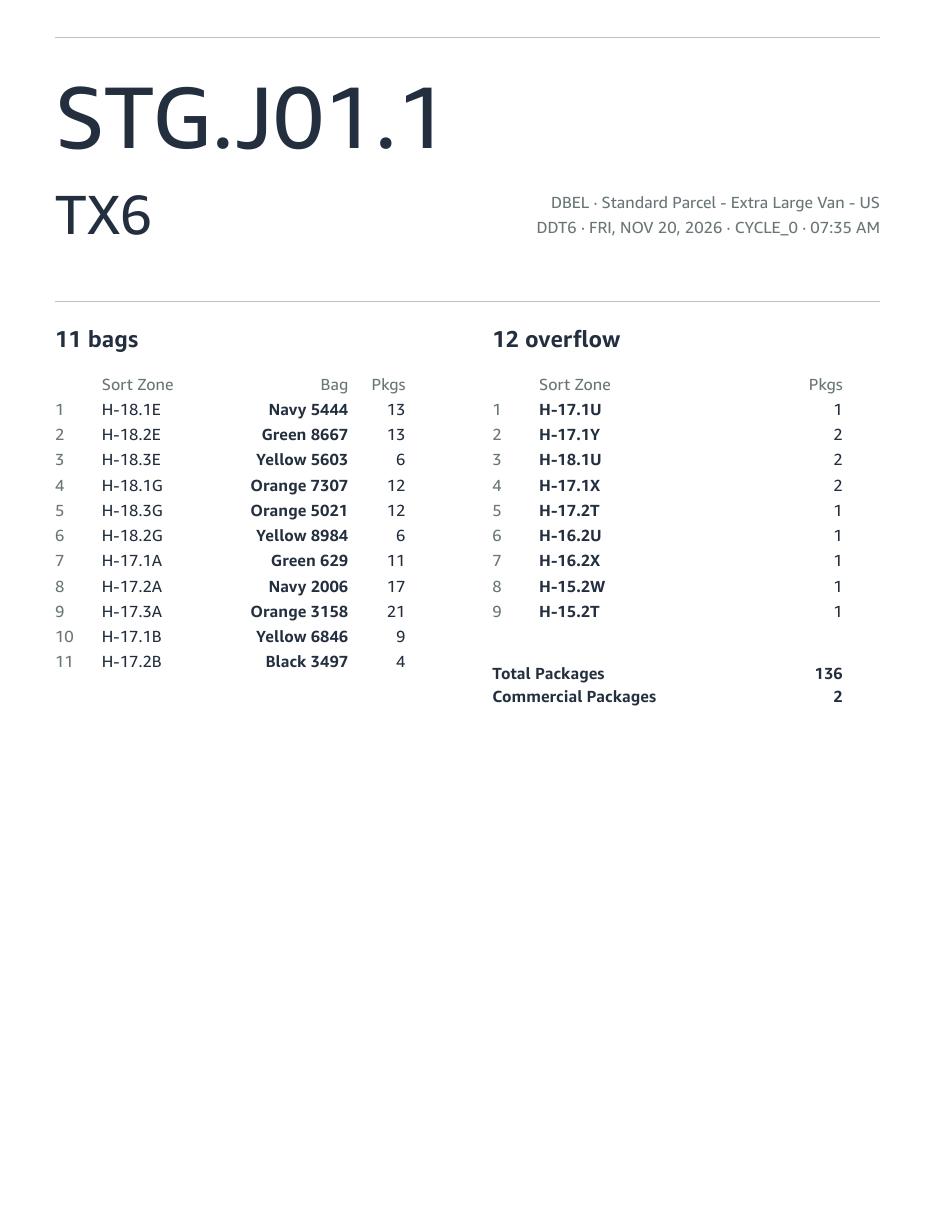 STG.J01.1
TX6
DBEL · Standard Parcel - Extra Large Van - US
DDT6 · FRI, NOV 20, 2026 · CYCLE_0 · 07:35 AM
11 bags
Sort Zone Bag Pkgs
1 H-18.1E Navy 5444 13
2 H-18.2E Green 8667 13
3 H-18.3E Yellow 5603 6
4 H-18.1G Orange 7307 12
5 H-18.3G Orange 5021 12
6 H-18.2G Yellow 8984 6
7 H-17.1A Green 629 11
8 H-17.2A Navy 2006 17
9 H-17.3A Orange 3158 21
10 H-17.1B Yellow 6846 9
11 H-17.2B Black 3497 4
12 overflow
Sort Zone Pkgs
1 H-17.1U 1
2 H-17.1Y 2
3 H-18.1U 2
4 H-17.1X 2
5 H-17.2T 1
6 H-16.2U 1
7 H-16.2X 1
8 H-15.2W 1
9 H-15.2T 1
Total Packages 136
Commercial Packages 2